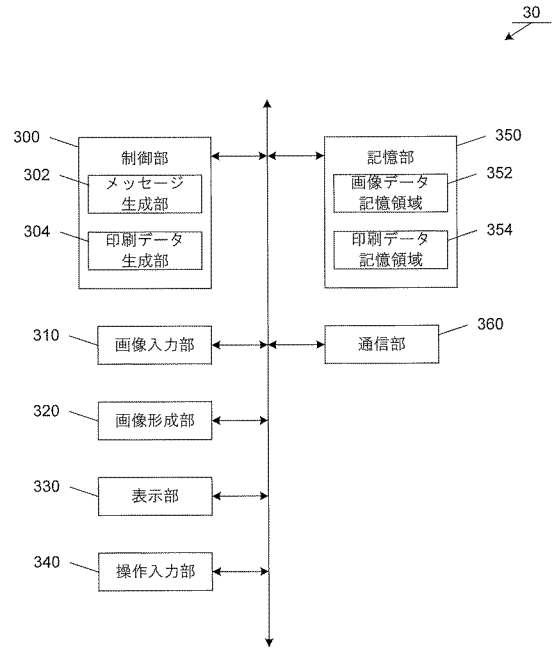 30
300
制御部
302
メッセージ
生成部
304
印刷データ
生成部
350
記憶部
352
画像データ
記憶領域
354
印刷データ
記憶領域
310
画像入力部
360
通信部
320
画像形成部
330
表示部
340
操作入力部